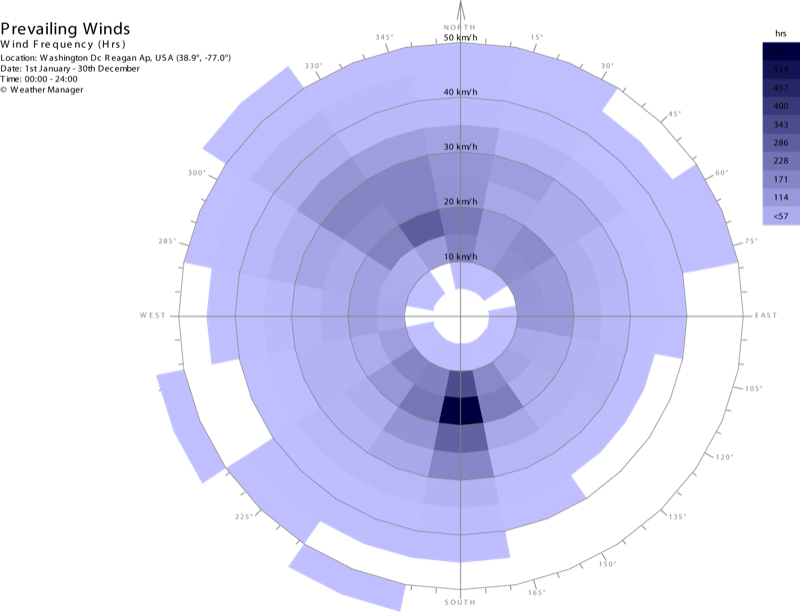 Prevailing Winds
Wind Frequency (Hrs)
Location: Washington Dc Reagan Ap, USA (38.9°, -77.0°)
Date: 1st January - 30th December
Time: 00:00 - 24:00
© Weather Manager
NORTH
50 km/h
345°
15°
330°
30°
40 km/h
45°
30 km/h
300°
60°
20 km/h
285°
75°
10 km/h
WEST
EAST
105°
120°
225°
135°
150°
165°
SOUTH
hrs
514
457
400
343
286
228
171
114
<57